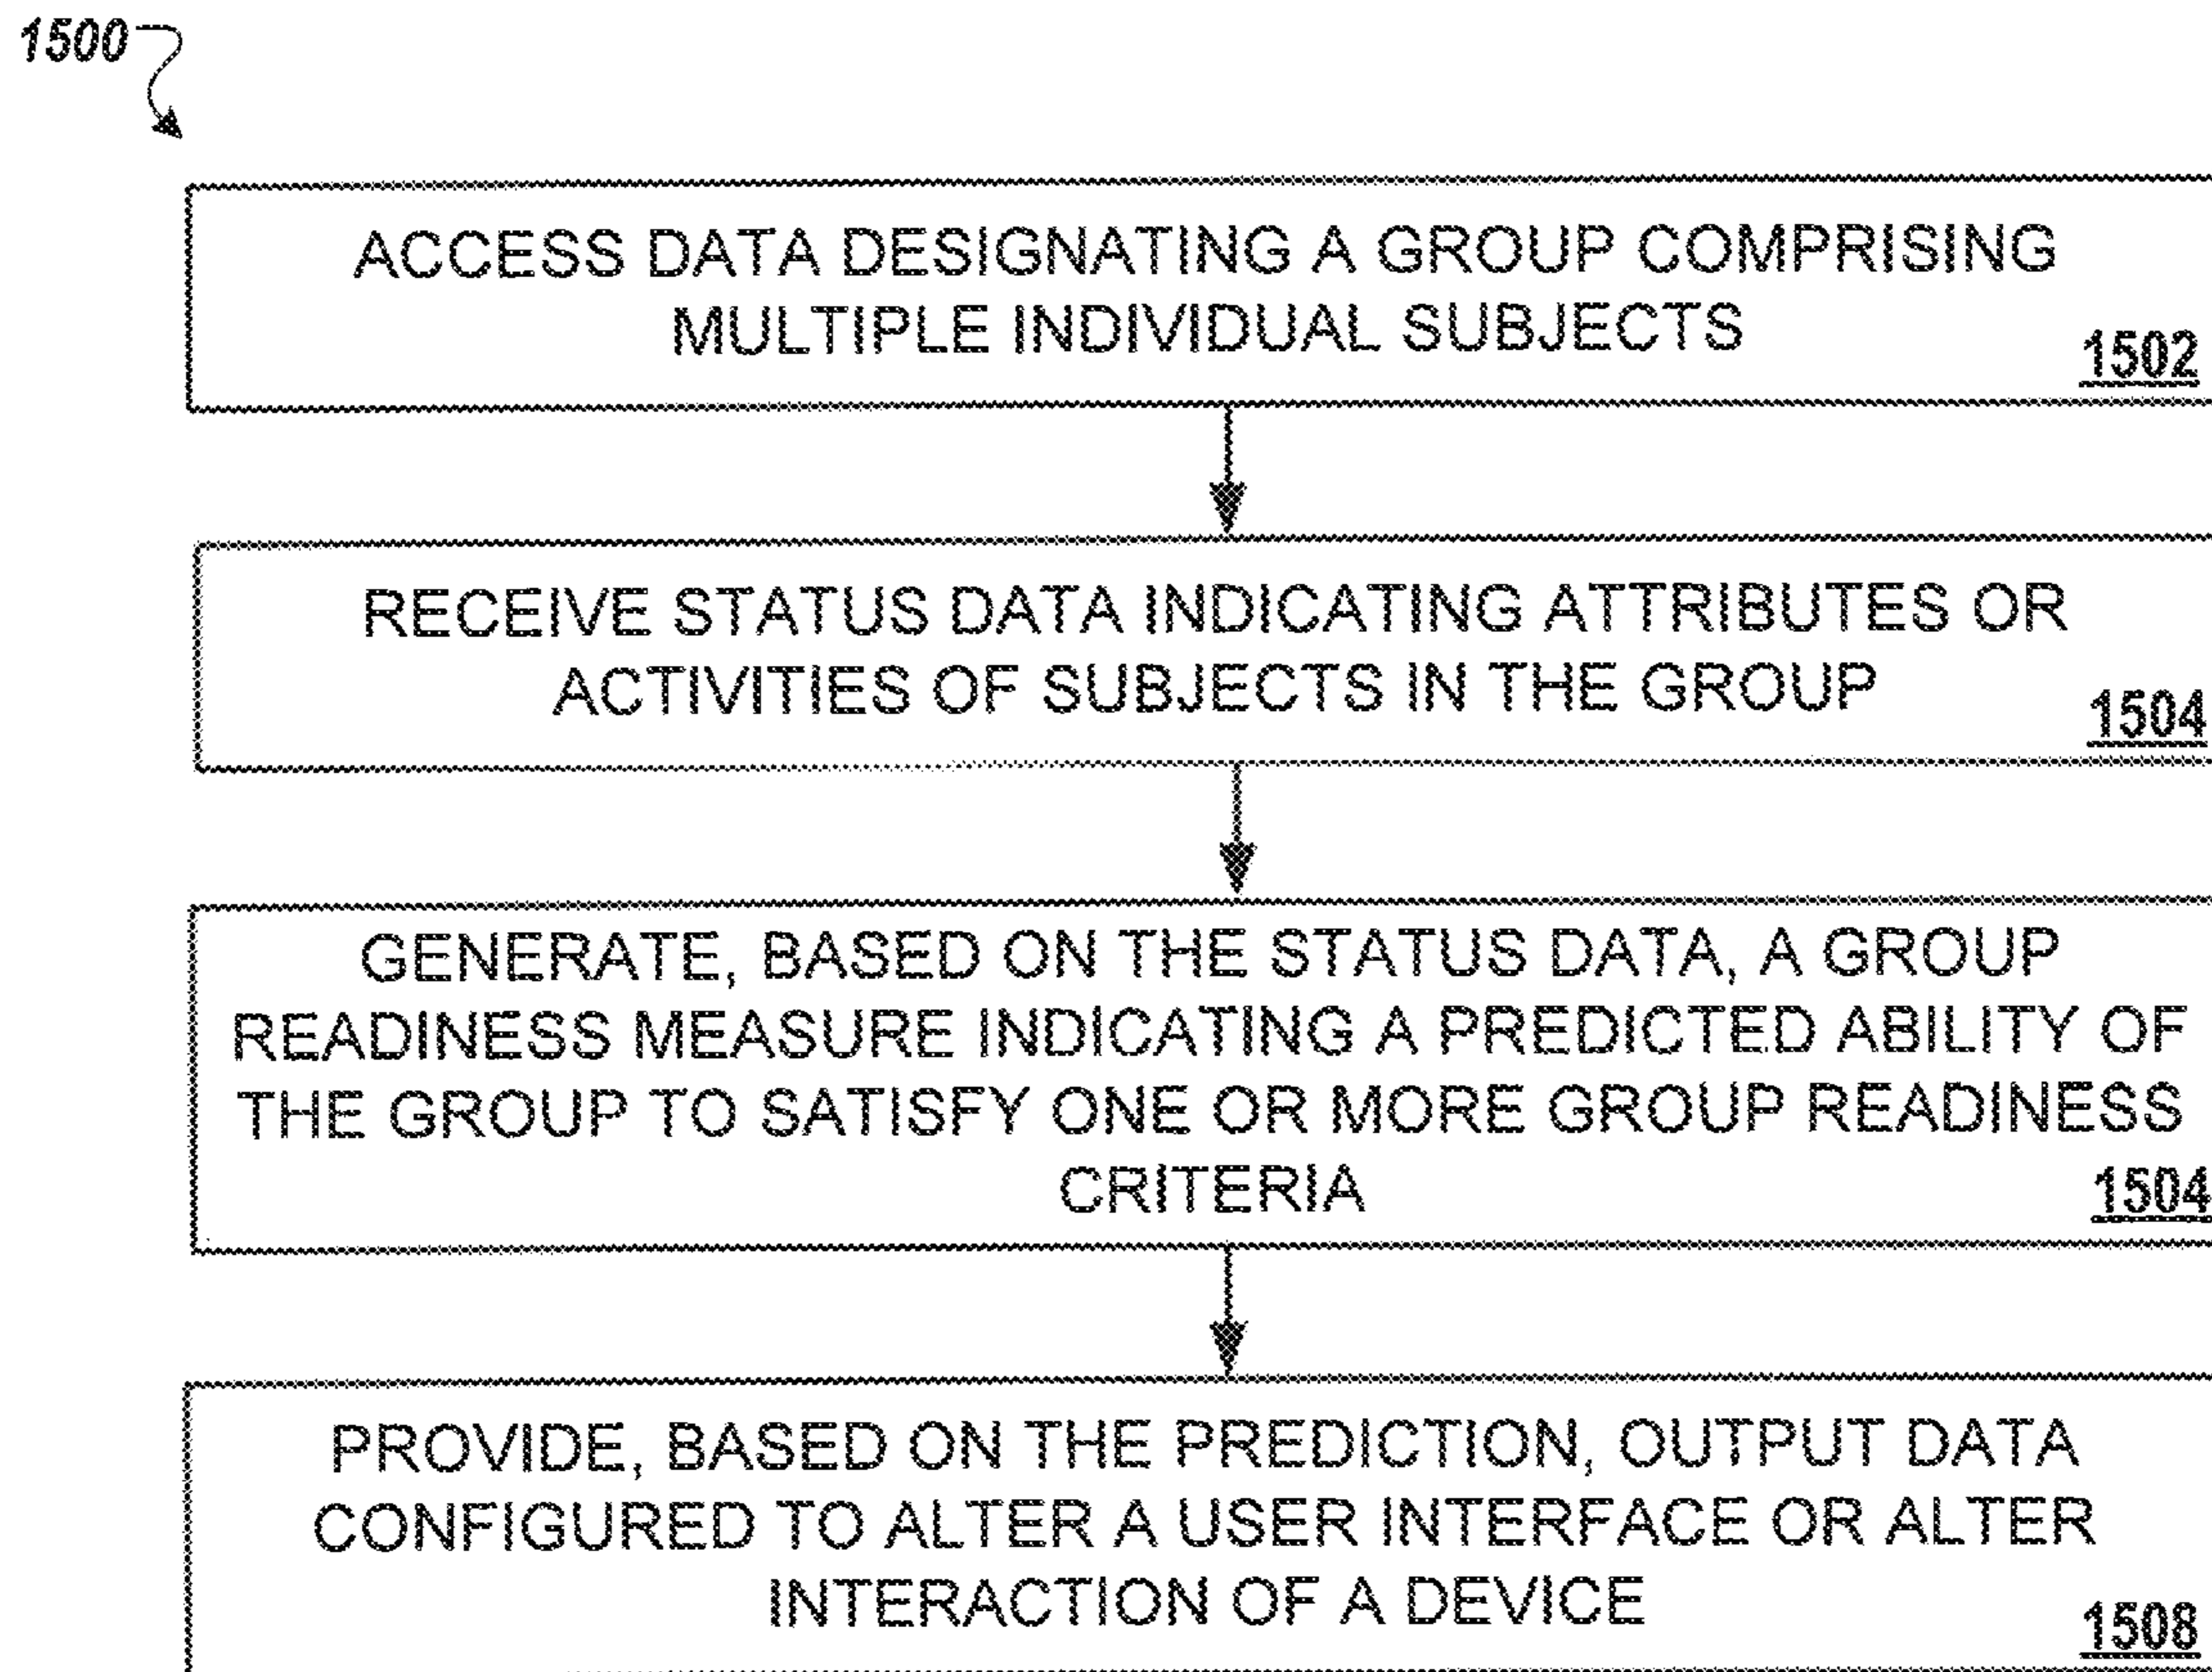 1500
ACCESS DATA DESIGNATING A GROUP COMPRISING
MULTIPLE INDIVIDUAL SUBJECTS
1502
RECEIVE STATUS DATA INDICATING ATTRIBUTES OR
ACTIVITIES OF SUBJECTS IN THE GROUP
1504
GENERATE, BASED ON THE STATUS DATA, A GROUP
READINESS MEASURE INDICATING A PREDICTED ABILITY OF
THE GROUP TO SATISFY ONE OR MORE GROUP READINESS
CRITERIA
1504
PROVIDE, BASED ON THE PREDICTION, OUTPUT DATA
CONFIGURED TO ALTER A USER INTERFACE OR ALTER
INTERACTION OF A DEVICE
1508